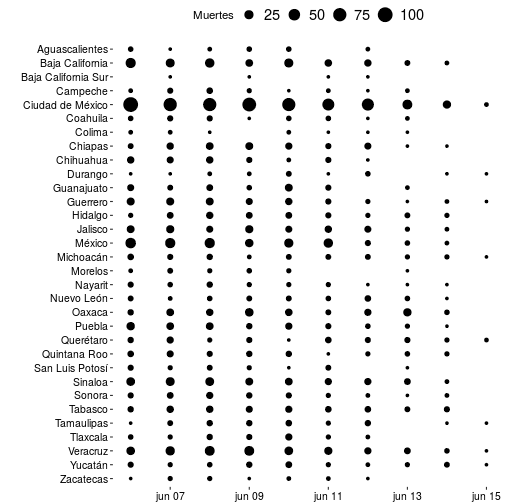 Muertes 25 50 75 100
Aguascalientes
Baja California
Baja California Sur
Campeche
Ciudad de México
Coahuila
Colima
Chiapas
Chihuahua
Durango
Guanajuato
Guerrero
Hidalgo
Jalisco
México
Michoacán
Morelos
Nayarit
Nuevo León
Oaxaca
Puebla
Querétaro
Quintana Roo
San Luis Potosí
Sinaloa
Sonora
Tabasco
Tamaulipas
Tlaxcala
Veracruz
Yucatán
Zacatecas
jun 07 jun 09 jun 11 jun 13 jun 15